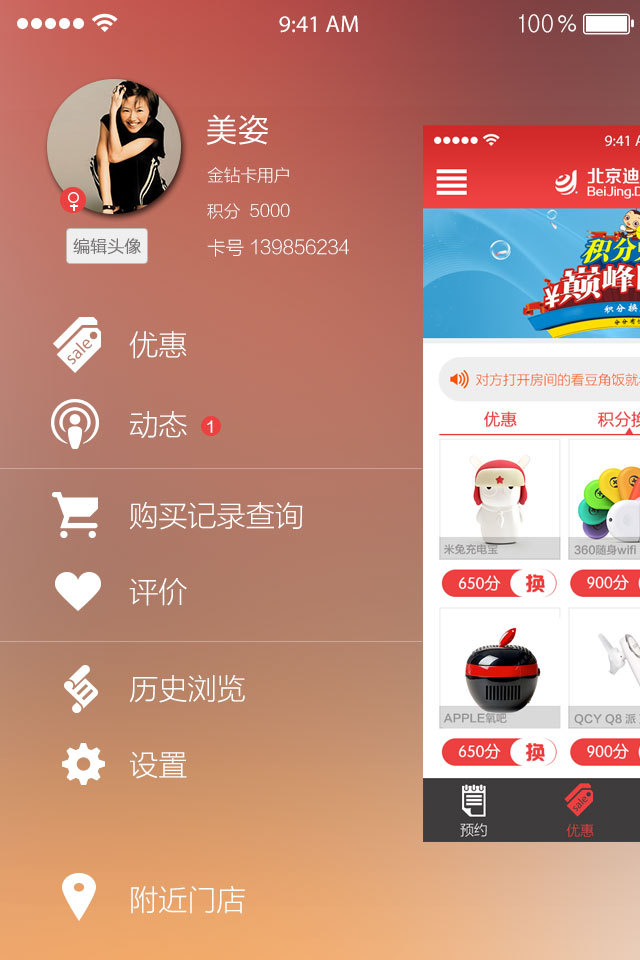 9:41 AM
100%
美姿
金钻卡用户
积分 5000
卡号 139856234
编辑头像
sale
优惠
动态 1
购买记录查询
评价
历史浏览
设置
附近门店
9:41
北京迪
BeiJing.D
积分
¥巅峰
积分换
对方打开房间的看豆角饭就
优惠
积分换
米兔充电宝
360随身wifi
650分 换
900分
APPLE氧吧
QCY Q8 派
650分 换
900分
预约
sale
优惠